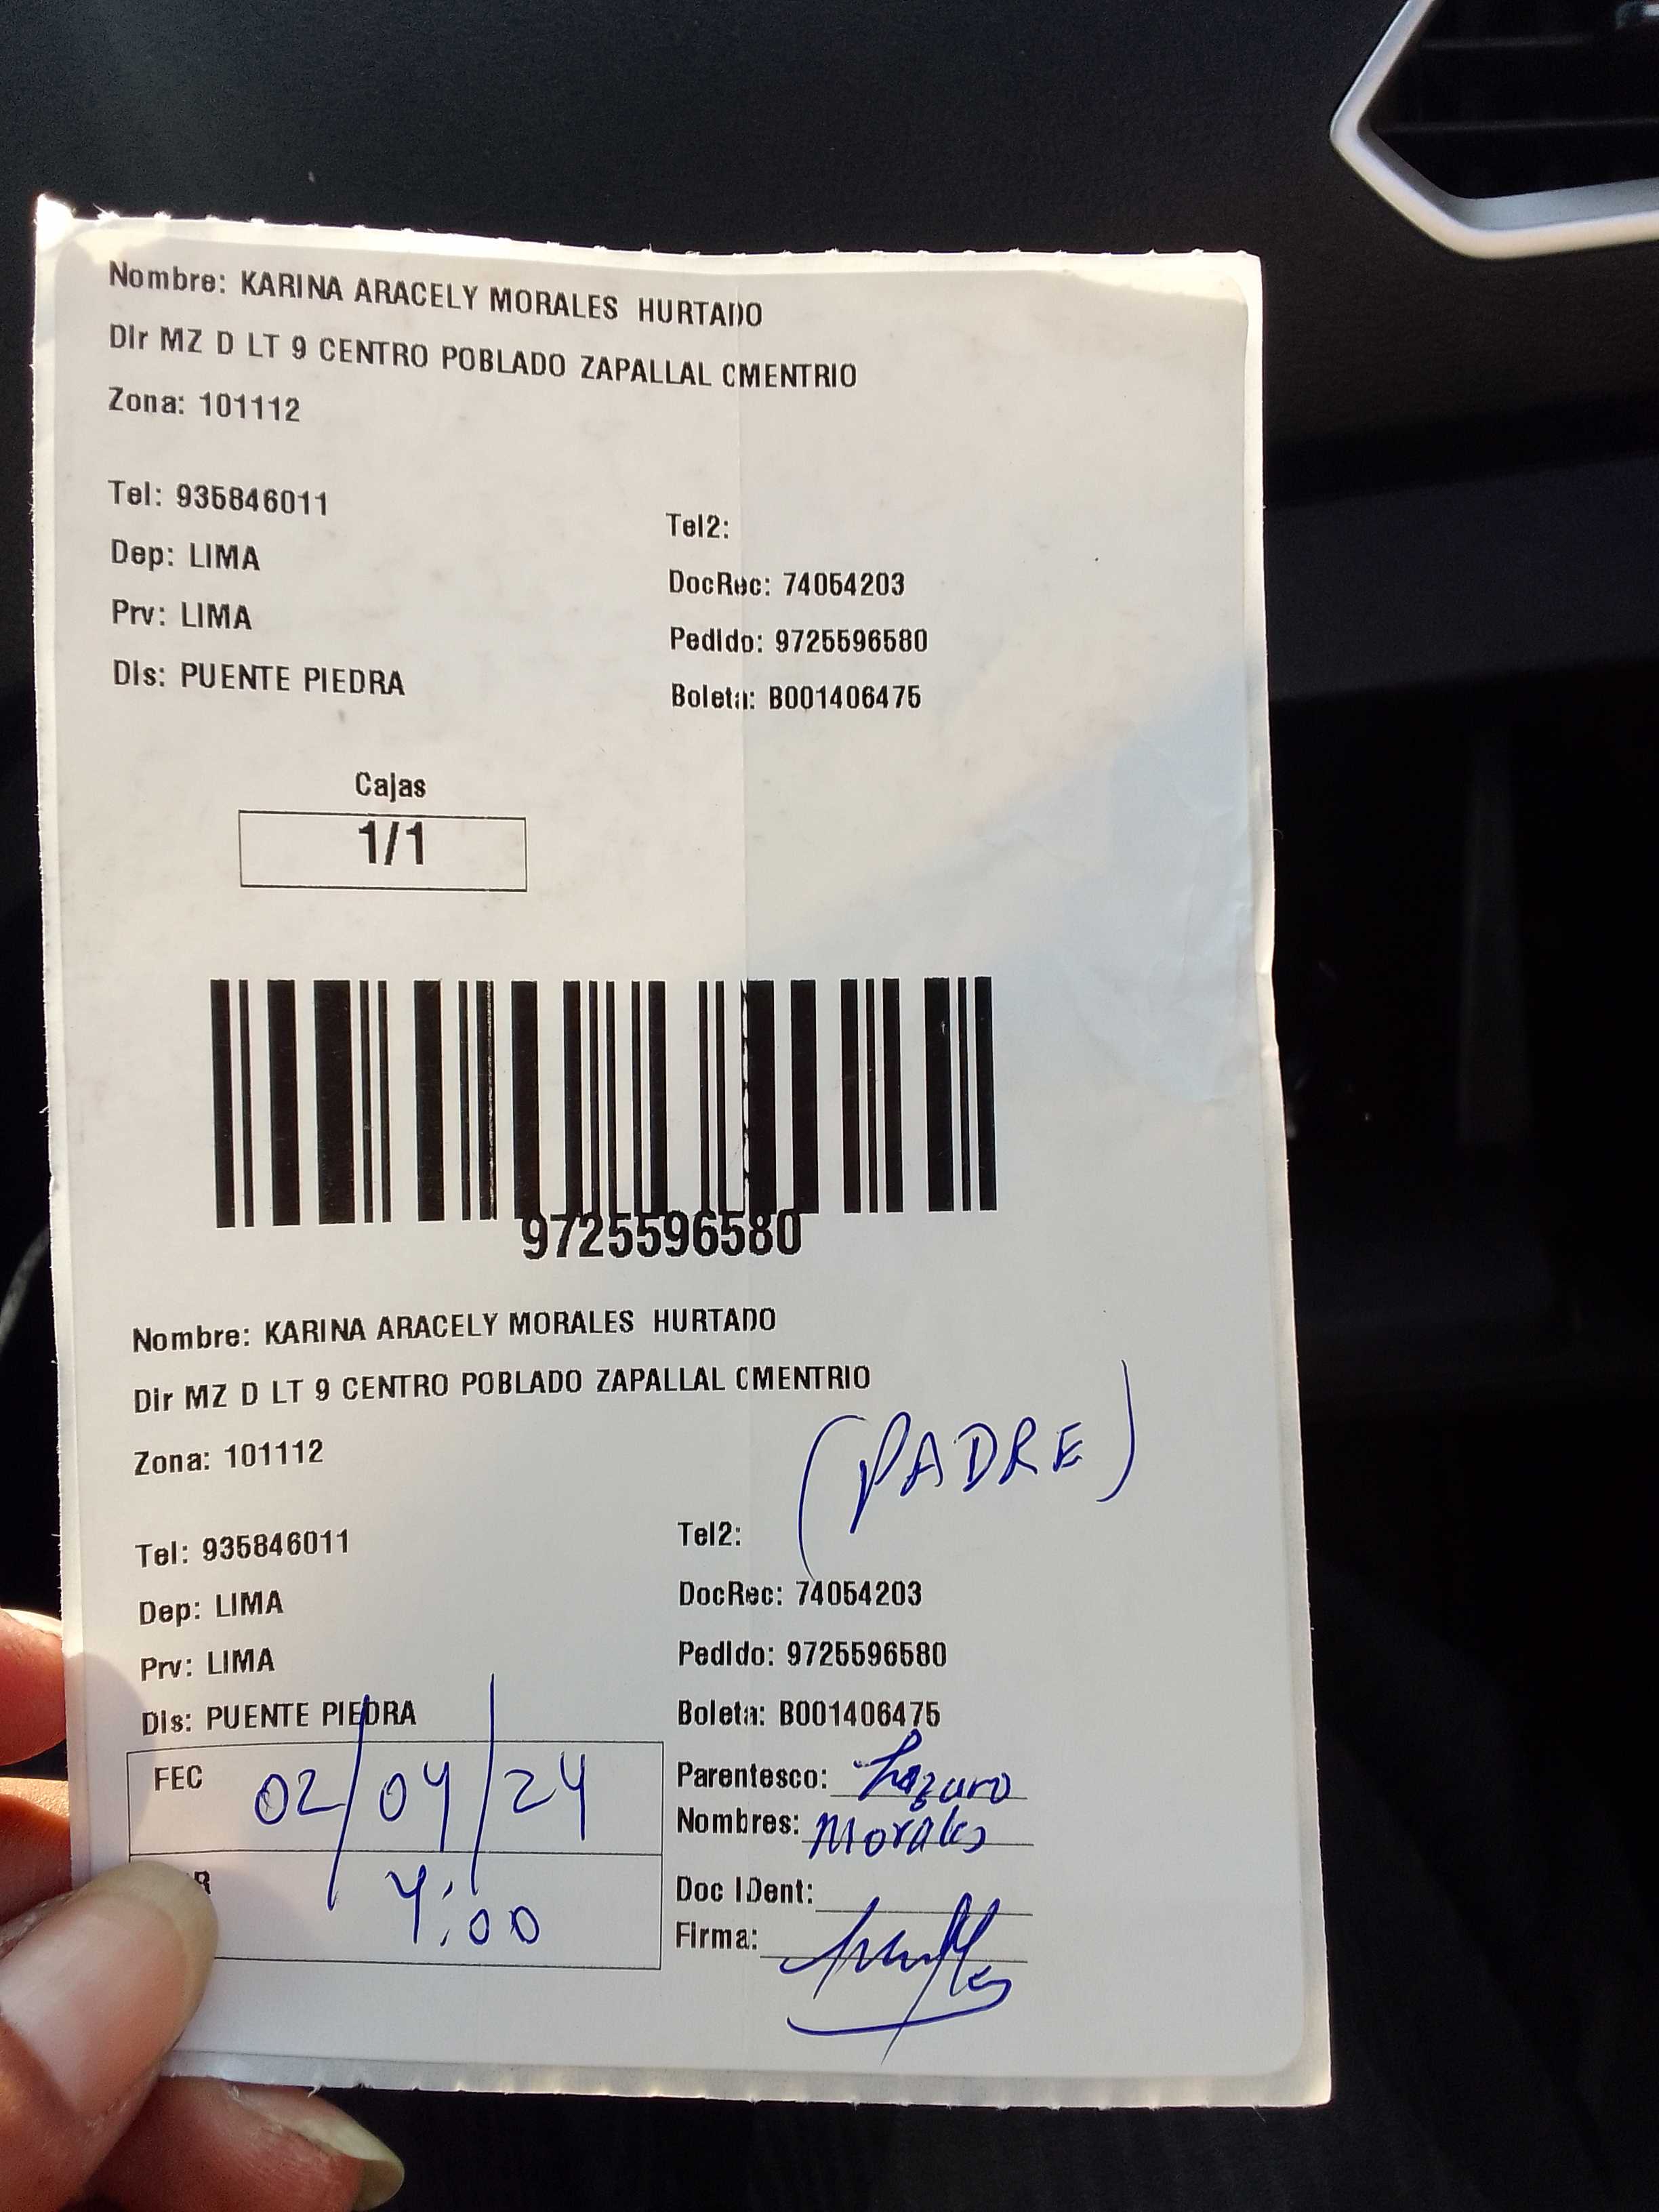 Nombre: KARINA ARACELY MORALES HURTADO
Dir MZ D LT 9 CENTRO POBLADO ZAPALLAL CMENTRIO
Zona: 101112
Tel: 935846011
Tel2:
Dep: LIMA
DocRec: 74054203
Prv: LIMA
Pedido: 9725596580
Dis: PUENTE PIEDRA
Boleta: B001406475
Cajas
1/1
9725596580
Nombre: KARINA ARACELY MORALES HURTADO
Dir MZ D LT 9 CENTRO POBLADO ZAPALLAL CMENTRIO
(PADRE)
Zona: 101112
Tel: 935846011
Tel2:
Dep: LIMA
DocRec: 74054203
Prv: LIMA
Pedido: 9725596580
Dis: PUENTE PIEDRA
Boleta: B001406475
FEC 02/04/24
Parentesco: Lazaro
Nombres: Morales
4:00
Doc IDent:
Firma: